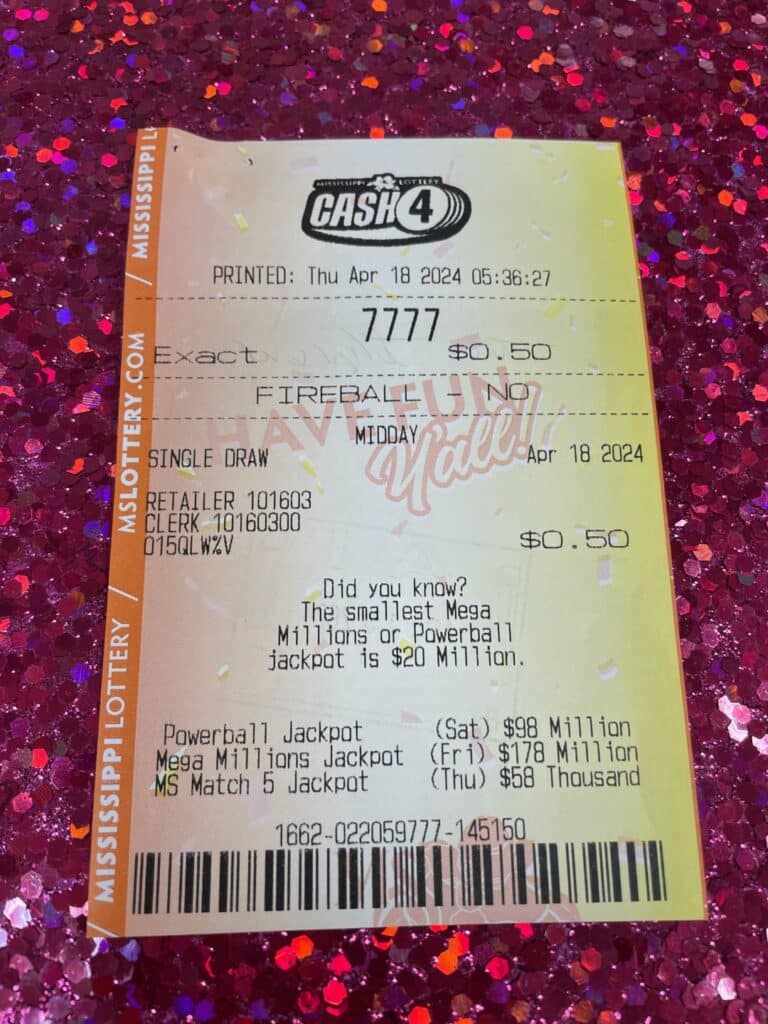 MISSISSIPPI LOTTERY
CASH 4
PRINTED: Thu Apr 18 2024 05:36:27
7777
Exact $0.50
FIREBALL - NO
HAVE FUN
Y'all!
MIDDAY
SINGLE DRAW Apr 18 2024
RETAILER 101603
CLERK 10160300
015QLW%V $0.50
Did you know?
The smallest Mega
Millions or Powerball
jackpot is $20 Million.
Powerball Jackpot (Sat) $98 Million
Mega Millions Jackpot (Fri) $178 Million
MS Match 5 Jackpot (Thu) $58 Thousand
1662-022059777-145150
MISSISSIPPI LOTTERY / MSLOTTERY.COM / MISSISSIPPI LO